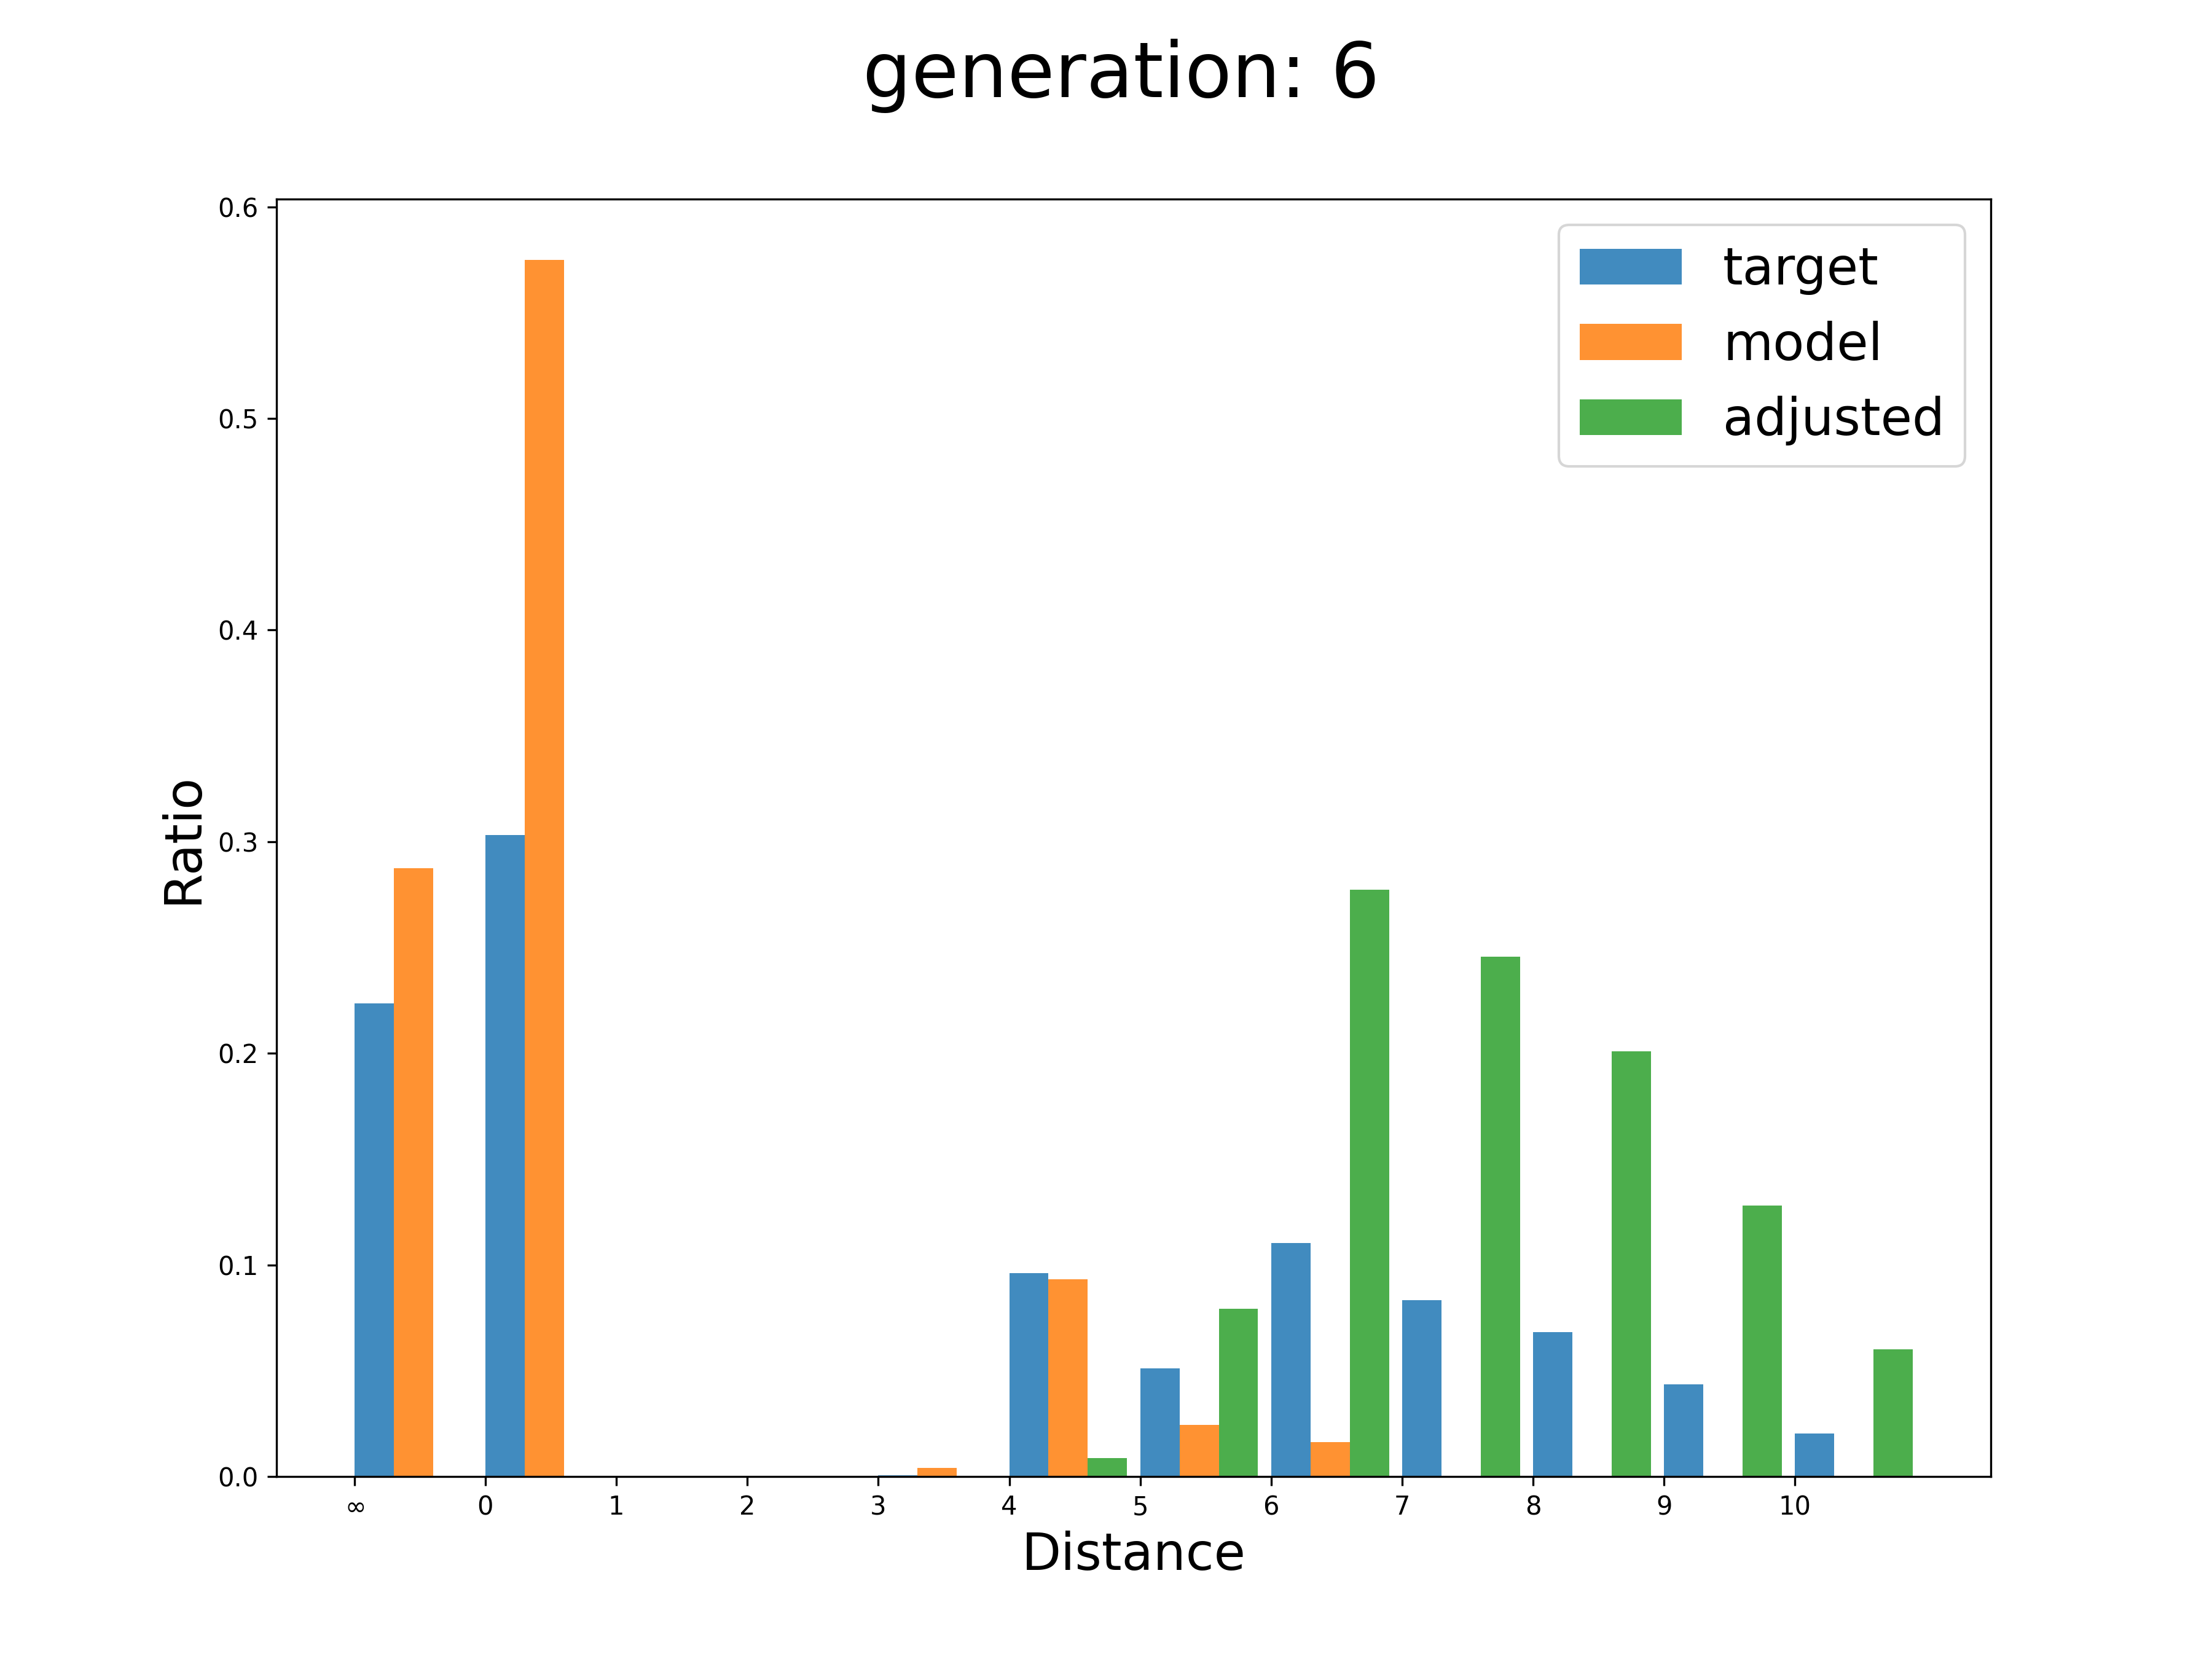 generation: 6
target
model
adjusted
0.6
0.5
0.4
0.3
0.2
0.1
0.0
Ratio
∞ 0 1 2 3 4 5 6 7 8 9 10
Distance